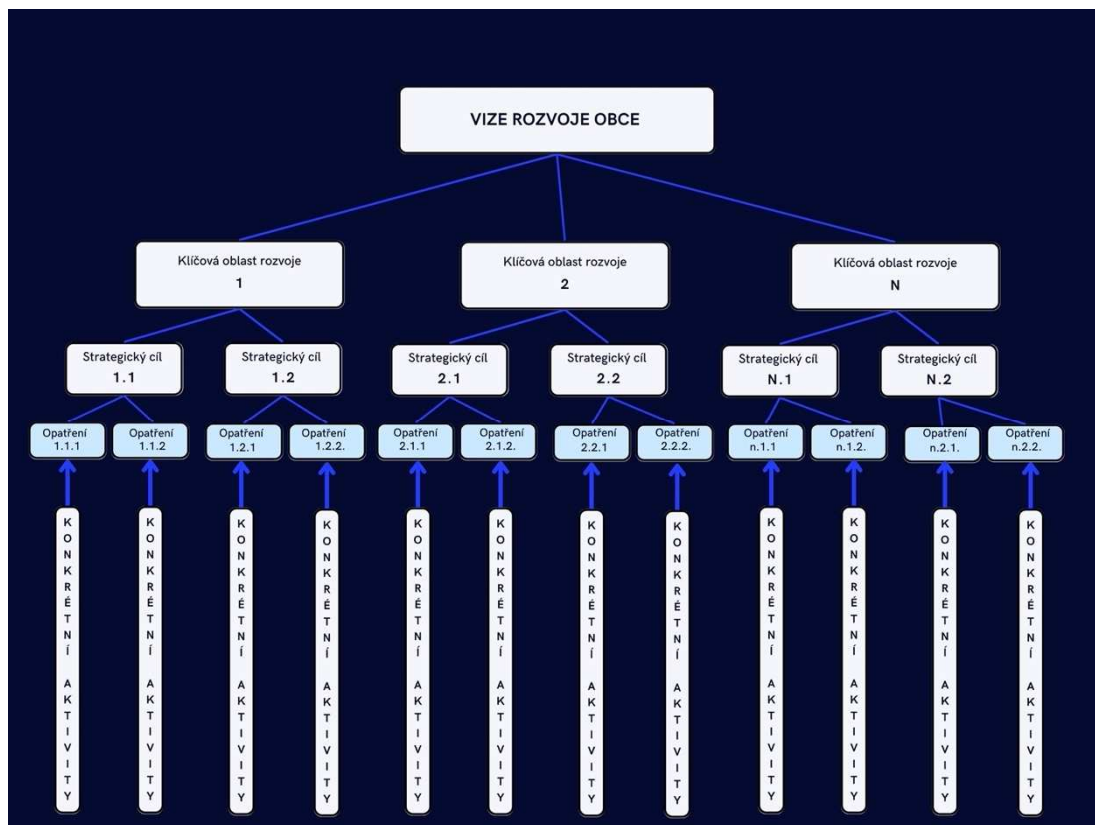 VIZE ROZVOJE OBCE
Klíčová oblast rozvoje
1
Klíčová oblast rozvoje
2
Klíčová oblast rozvoje
N
Strategický cíl
1.1
Strategický cíl
1.2
Strategický cíl
2.1
Strategický cíl
2.2
Strategický cíl
N.1
Strategický cíl
N.2
Opatření
1.1.1
Opatření
1.1.2
Opatření
1.2.1
Opatření
1.2.2.
Opatření
2.1.1
Opatření
2.1.2.
Opatření
2.2.1
Opatření
2.2.2.
Opatření
n.1.1
Opatření
n.1.2.
Opatření
n.2.1.
Opatření
n.2.2.
KONKRÉTNÍ AKTIVITY
KONKRÉTNÍ AKTIVITY
KONKRÉTNÍ AKTIVITY
KONKRÉTNÍ AKTIVITY
KONKRÉTNÍ AKTIVITY
KONKRÉTNÍ AKTIVITY
KONKRÉTNÍ AKTIVITY
KONKRÉTNÍ AKTIVITY
KONKRÉTNÍ AKTIVITY
KONKRÉTNÍ AKTIVITY
KONKRÉTNÍ AKTIVITY
KONKRÉTNÍ AKTIVITY